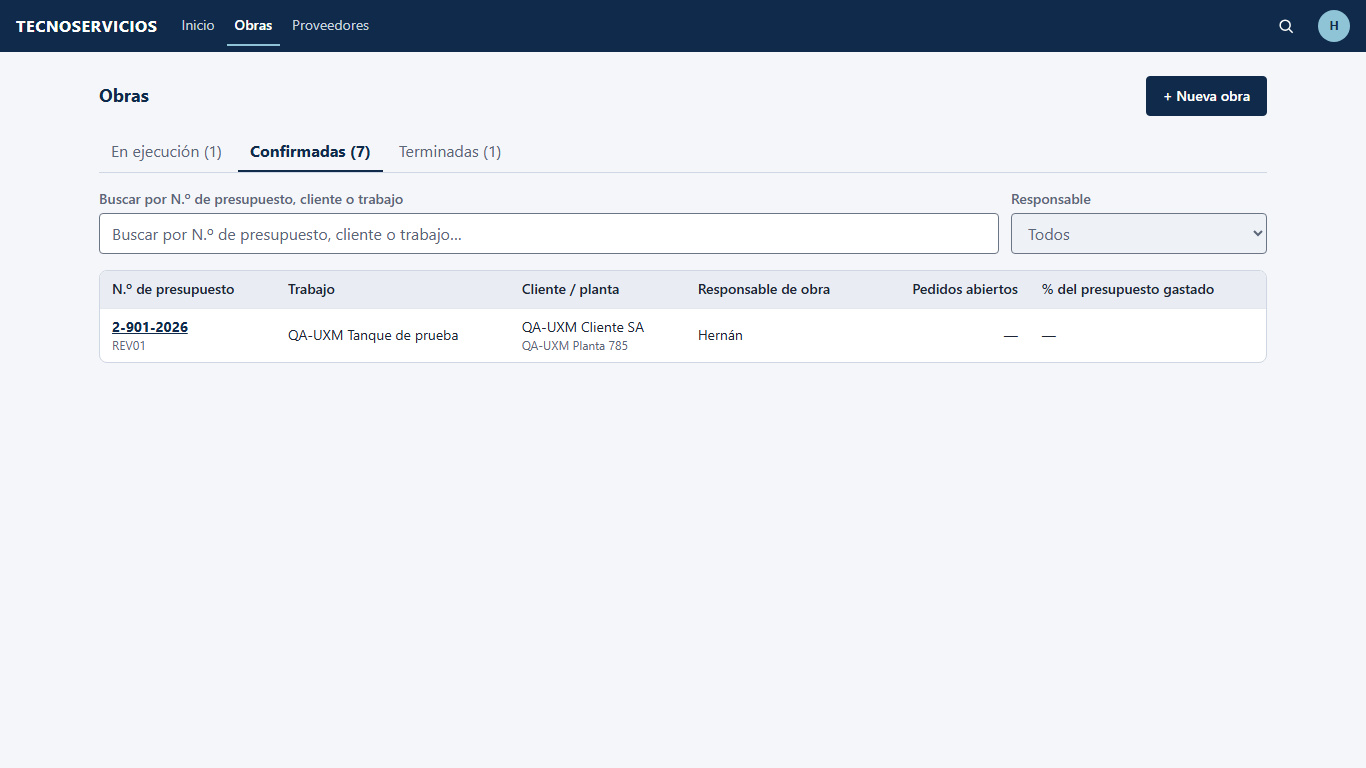 TECNOSERVICIOS Inicio Obras Proveedores H
Obras
+ Nueva obra
En ejecución (1) Confirmadas (7) Terminadas (1)
Buscar por N.º de presupuesto, cliente o trabajo Responsable
Buscar por N.º de presupuesto, cliente o trabajo... Todos
N.º de presupuesto Trabajo Cliente / planta Responsable de obra Pedidos abiertos % del presupuesto gastado
2-901-2026 QA-UXM Tanque de prueba QA-UXM Cliente SA Hernán — —
REV01 QA-UXM Planta 785